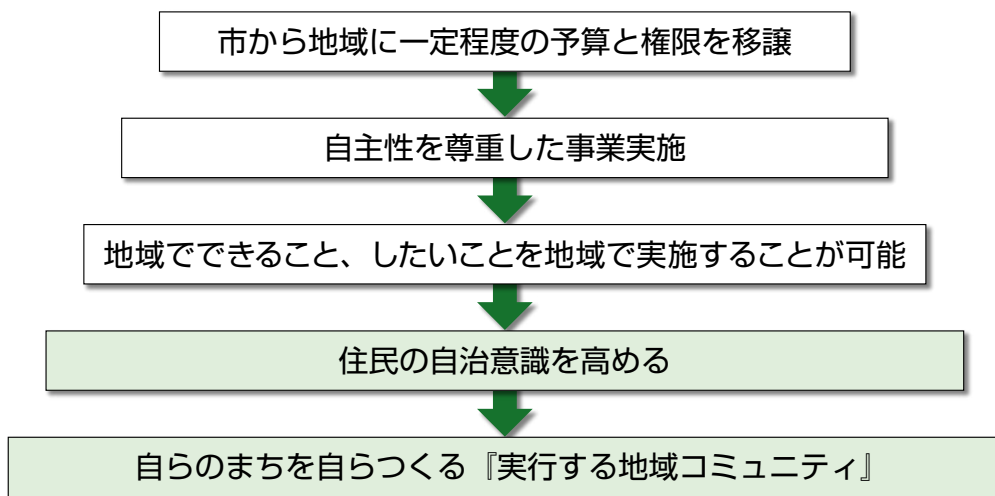 市から地域に一定程度の予算と権限を移譲
自主性を尊重した事業実施
地域でできること、したいことを地域で実施することが可能
住民の自治意識を高める
自らのまちを自らつくる『実行する地域コミュニティ』